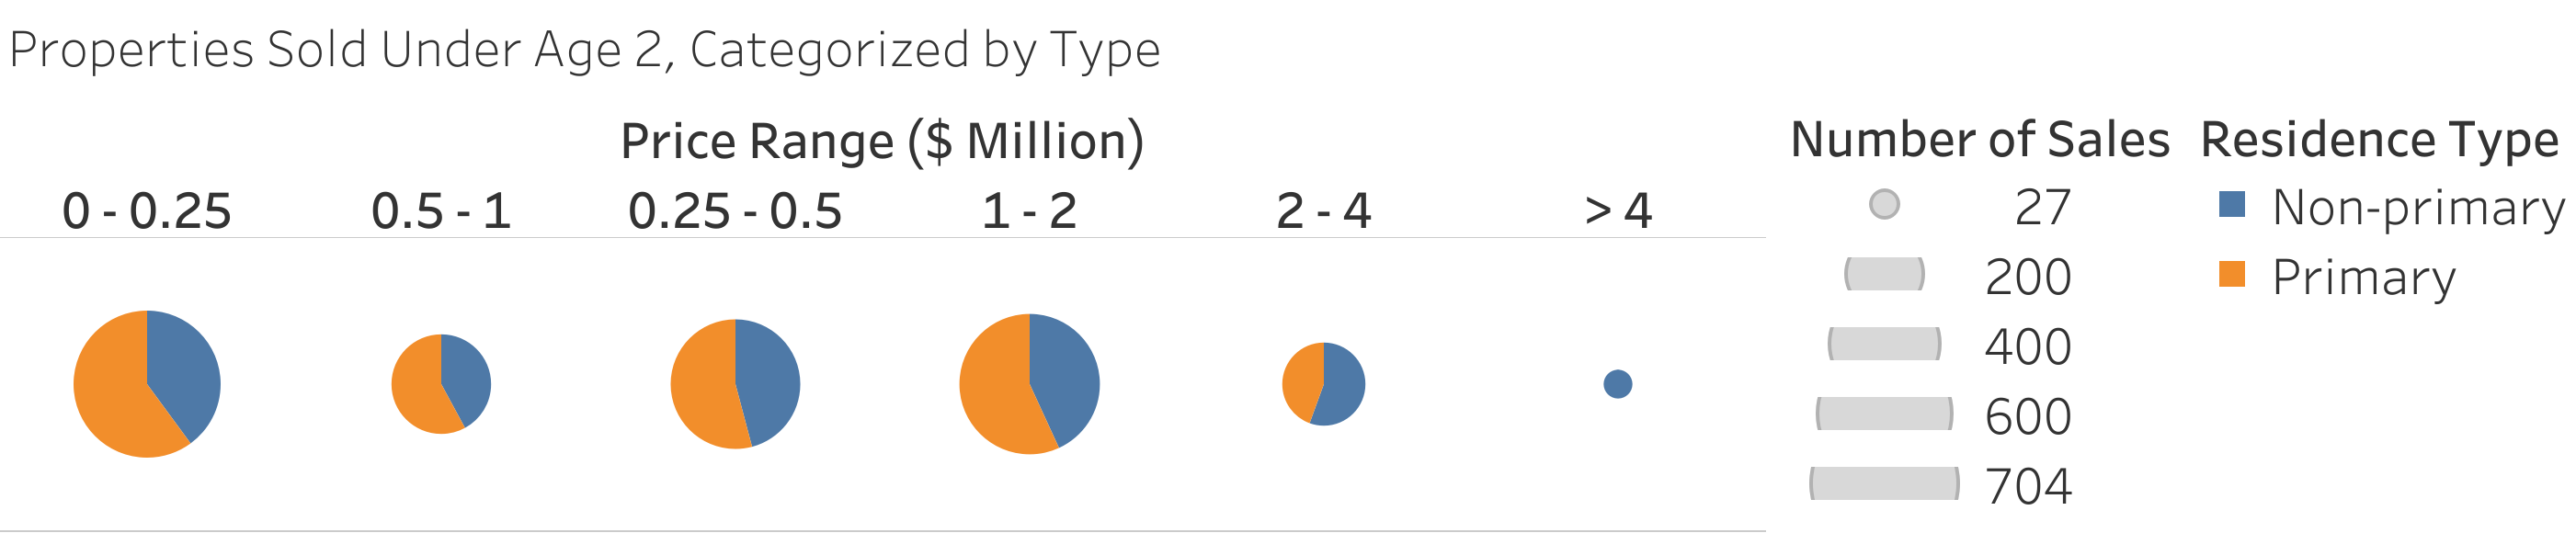 Properties Sold Under Age 2, Categorized by Type
Price Range ($ Million)
0 - 0.25
0.5 - 1
0.25 - 0.5
1 - 2
2 - 4
> 4
Number of Sales
27
200
400
600
704
Residence Type
Non-primary
Primary